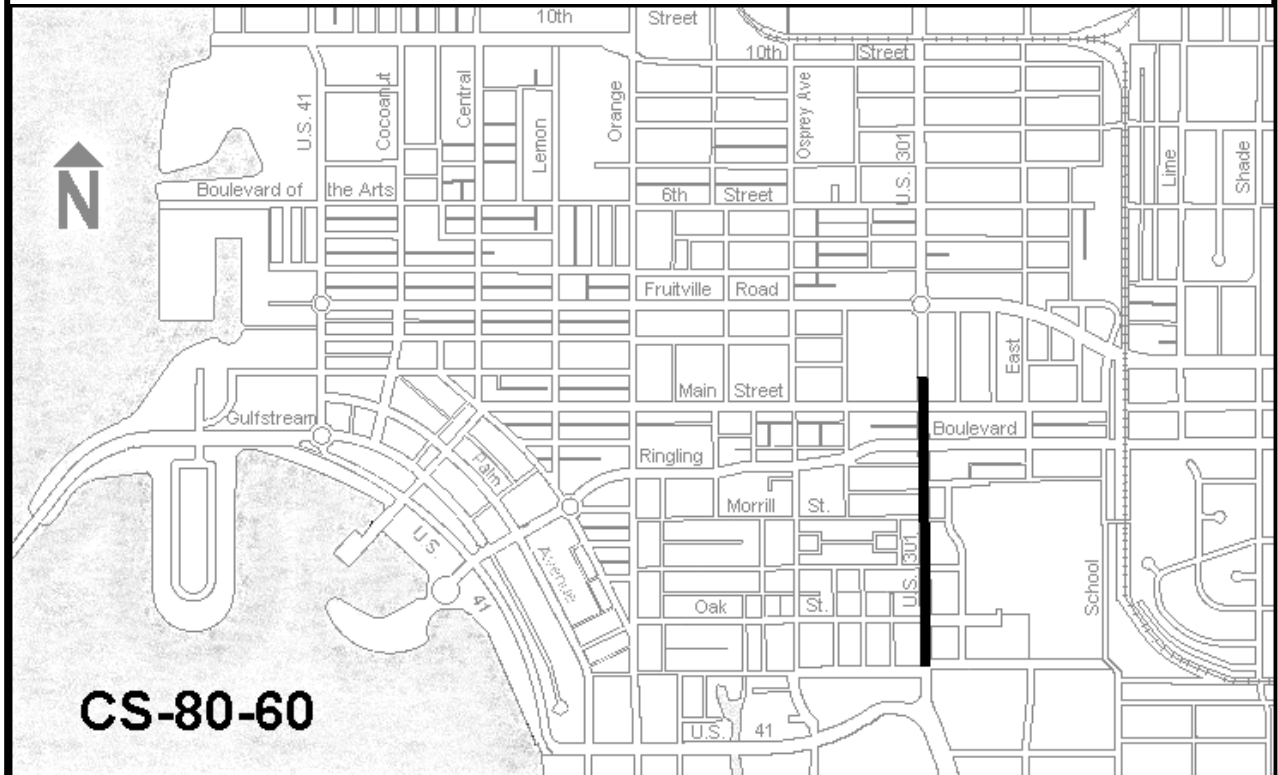 10th Street
10th Street
U.S. 41
Cocoanut
Central
Lemon
Orange
Osprey Ave
U.S. 301
Lime
Shade
N
Boulevard of the Arts
6th Street
Fruitville Road
East
Main Street
Gulfstream
Boulevard
Ringling
Palm
Morrill St.
U.S. 41
Avenue
U.S. 301
School
Oak St.
CS-80-60
U.S. 41